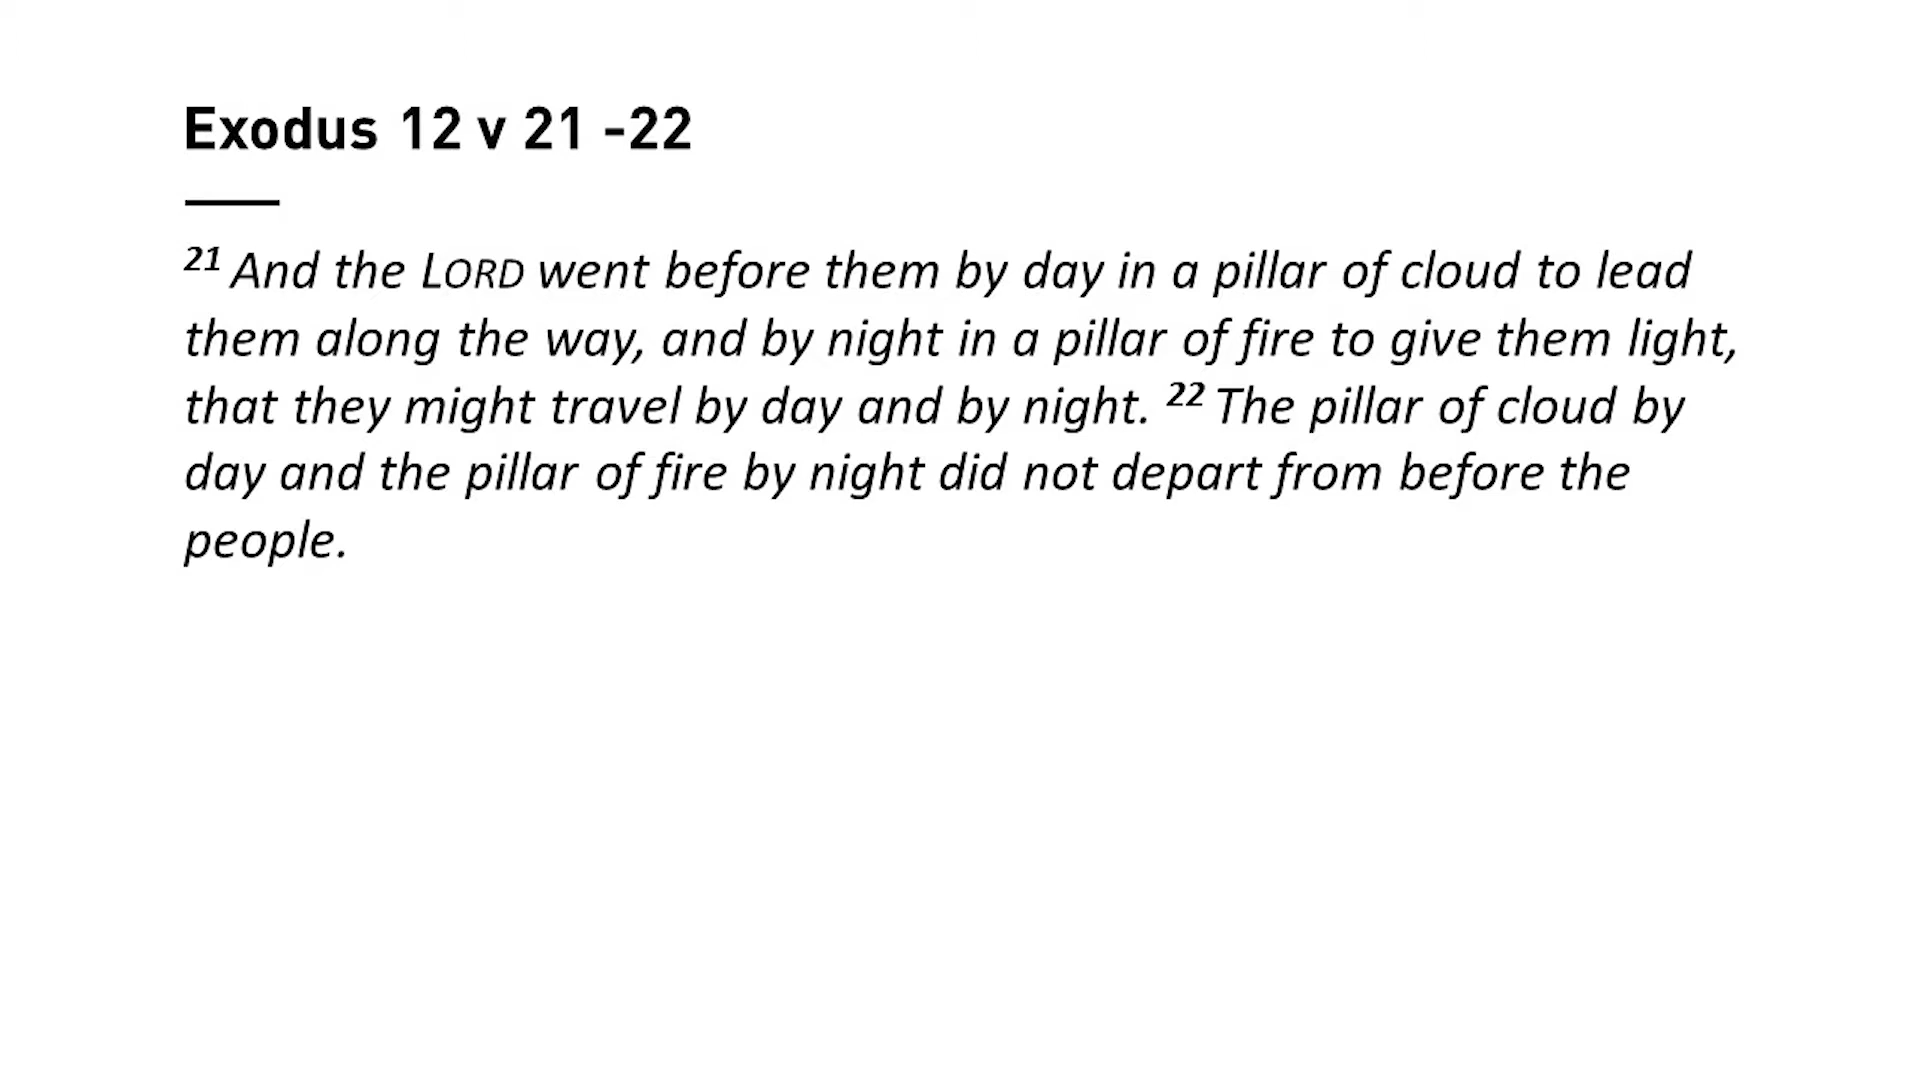 Exodus 12 v 21 -22
21 And the LORD went before them by day in a pillar of cloud to lead
them along the way, and by night in a pillar of fire to give them light,
that they might travel by day and by night. 22 The pillar of cloud by
day and the pillar of fire by night did not depart from before the
people.